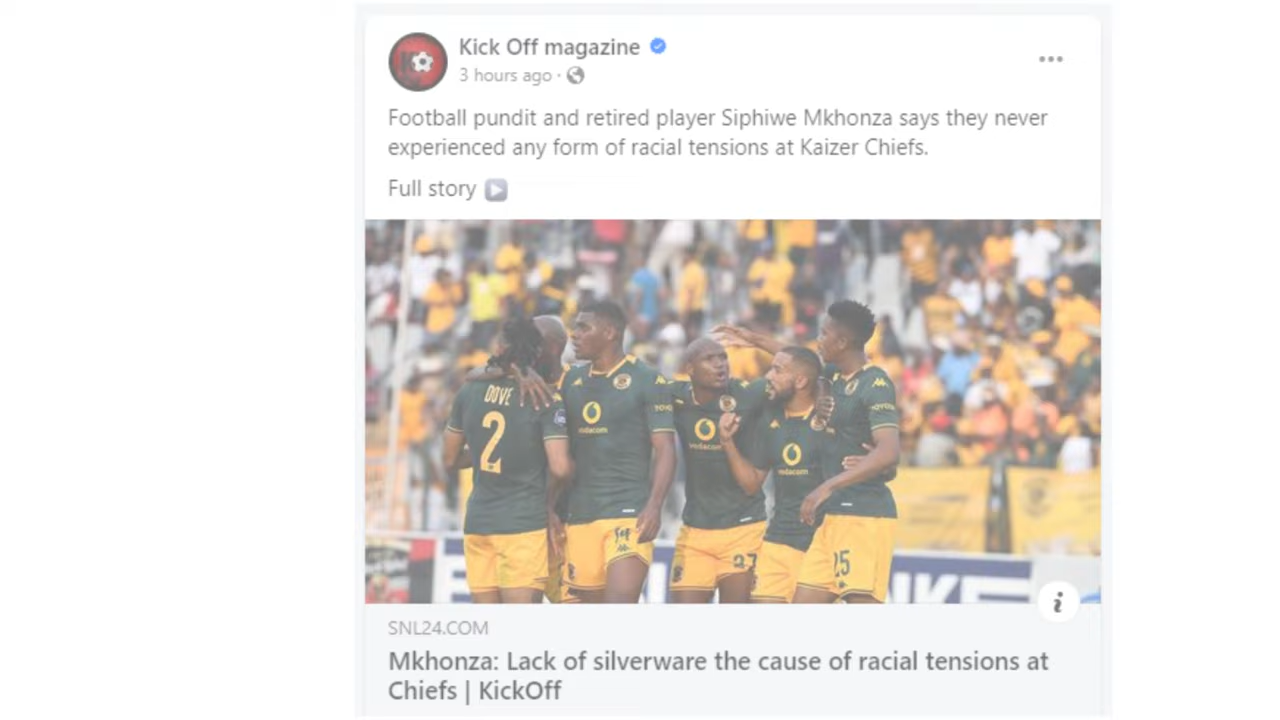 Kick Off magazine
3 hours ago ·
Football pundit and retired player Siphiwe Mkhonza says they never
experienced any form of racial tensions at Kaizer Chiefs.
Full story
DOVE
2
vodacom
vodacom
vodacom
TOYOTA
25
SNL24.COM
Mkhonza: Lack of silverware the cause of racial tensions at
Chiefs | KickOff